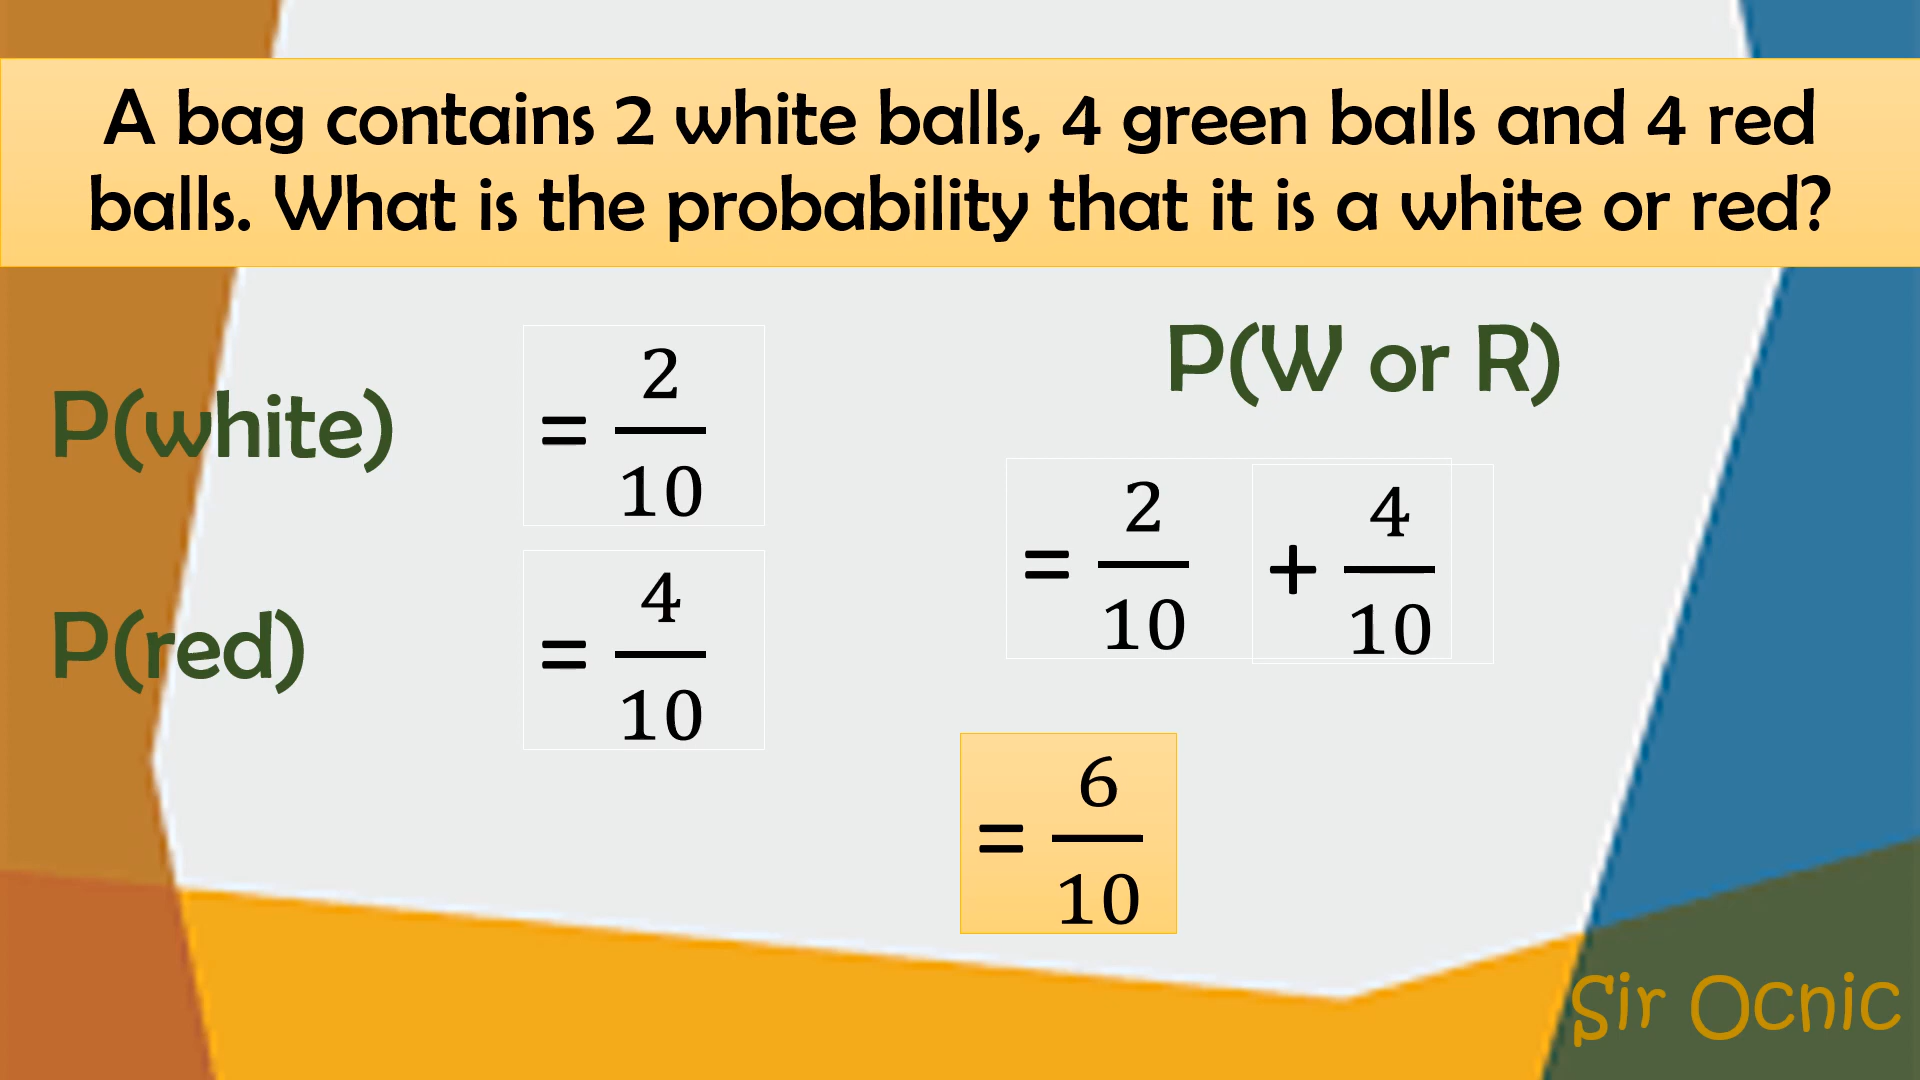 A bag contains 2 white balls, 4 green balls and 4 red
balls. What is the probability that it is a white or red?
P(white) = 2/10
P(red) = 4/10
P(W or R)
= 2/10 + 4/10
= 6/10
Sir Ocnic